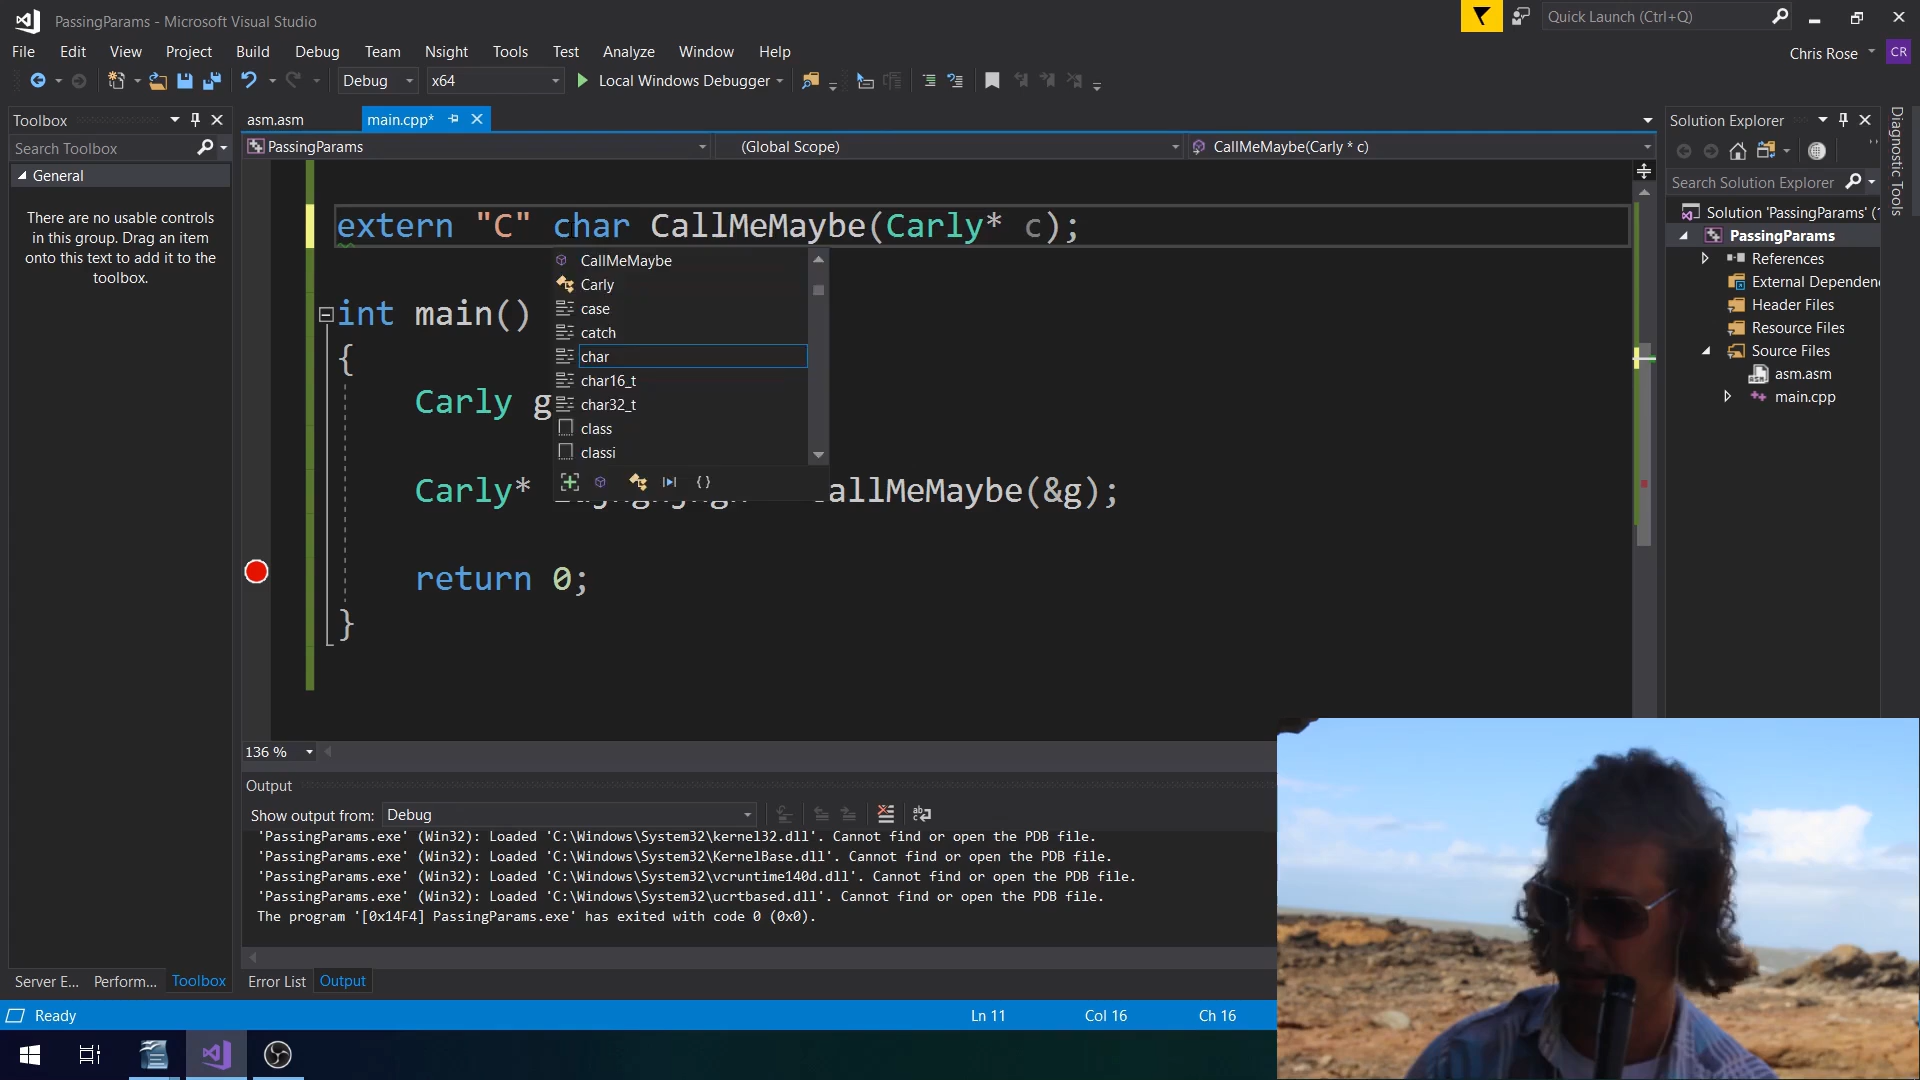 PassingParams - Microsoft Visual Studio
Quick Launch (Ctrl+Q)
File Edit View Project Build Debug Team Nsight Tools Test Analyze Window Help
Chris Rose CR
Debug x64 Local Windows Debugger
Toolbox
asm.asm main.cpp*
Solution Explorer
Diagnostic Tools
Search Toolbox
PassingParams (Global Scope) CallMeMaybe(Carly * c)
General
Search Solution Explorer
There are no usable controls
in this group. Drag an item
onto this text to add it to the
toolbox.
extern "C" char CallMeMaybe(Carly* c);
CallMeMaybe
Carly
case
catch
char
char16_t
char32_t
class
classi
int main()
{
Carly g
Carly* allMeMaybe(&g);
return 0;
}
Solution 'PassingParams' (
PassingParams
References
External Dependen
Header Files
Resource Files
Source Files
asm.asm
main.cpp
136 %
Output
Show output from: Debug
'PassingParams.exe' (Win32): Loaded 'C:\Windows\System32\kernel32.dll'. Cannot find or open the PDB file.
'PassingParams.exe' (Win32): Loaded 'C:\Windows\System32\KernelBase.dll'. Cannot find or open the PDB file.
'PassingParams.exe' (Win32): Loaded 'C:\Windows\System32\vcruntime140d.dll'. Cannot find or open the PDB file.
'PassingParams.exe' (Win32): Loaded 'C:\Windows\System32\ucrtbased.dll'. Cannot find or open the PDB file.
The program '[0x14F4] PassingParams.exe' has exited with code 0 (0x0).
Server E... Perform... Toolbox
Error List Output
Ready
Ln 11 Col 16 Ch 16